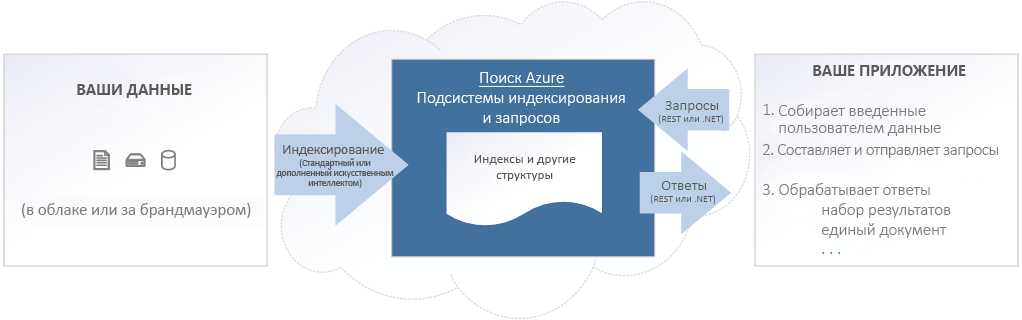 ВАШИ ДАННЫЕ
(в облаке или за брандмауэром)
Индексирование
(Стандартный или
дополненный искусственным
интеллектом)
Поиск Azure
Подсистемы индексирования
и запросов
Индексы и другие
структуры
Запросы
(REST или .NET)
Ответы
(REST или .NET)
ВАШЕ ПРИЛОЖЕНИЕ
1. Собирает введенные
пользователем данные
2. Составляет и отправляет запросы
3. Обрабатывает ответы
набор результатов
единый документ
. . .